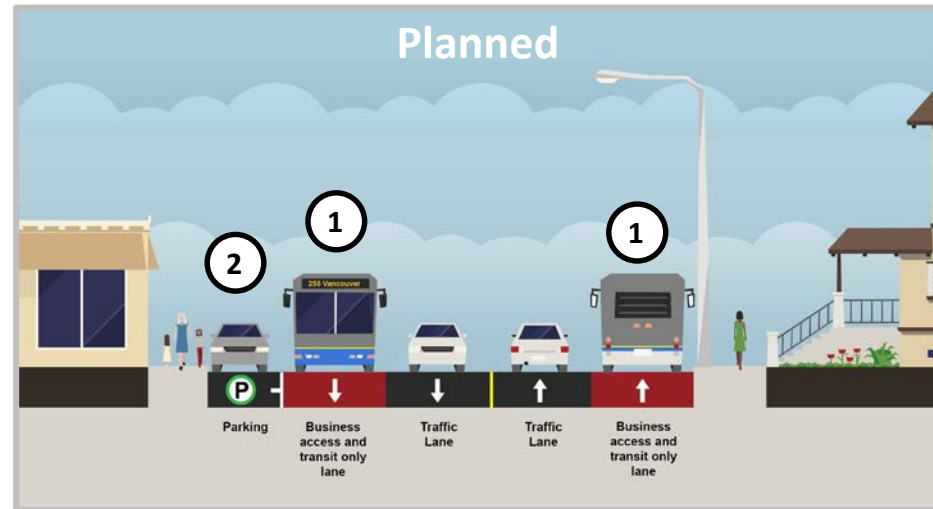 Planned
1
1
2
250 Vancouver
P
Parking
Business
access and
transit only
lane
Traffic
Lane
Traffic
Lane
Business
access and
transit only
lane